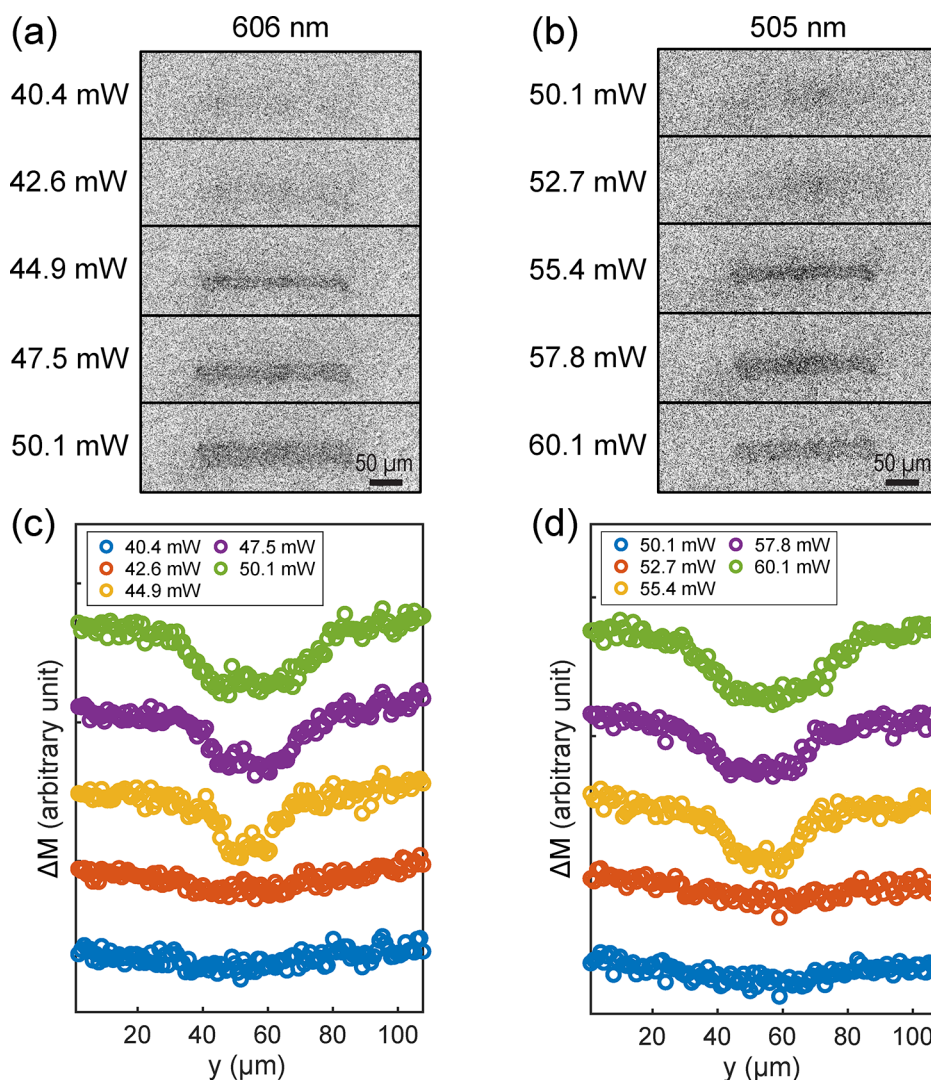 (a) 606 nm
40.4 mW
42.6 mW
44.9 mW
47.5 mW
50.1 mW
50 μm
(b) 505 nm
50.1 mW
52.7 mW
55.4 mW
57.8 mW
60.1 mW
50 μm
(c)
40.4 mW 47.5 mW
42.6 mW 50.1 mW
44.9 mW
ΔM (arbitrary unit)
20 40 60 80 100
y (μm)
(d)
50.1 mW 57.8 mW
52.7 mW 60.1 mW
55.4 mW
ΔM (arbitrary unit)
20 40 60 80 100
y (μm)